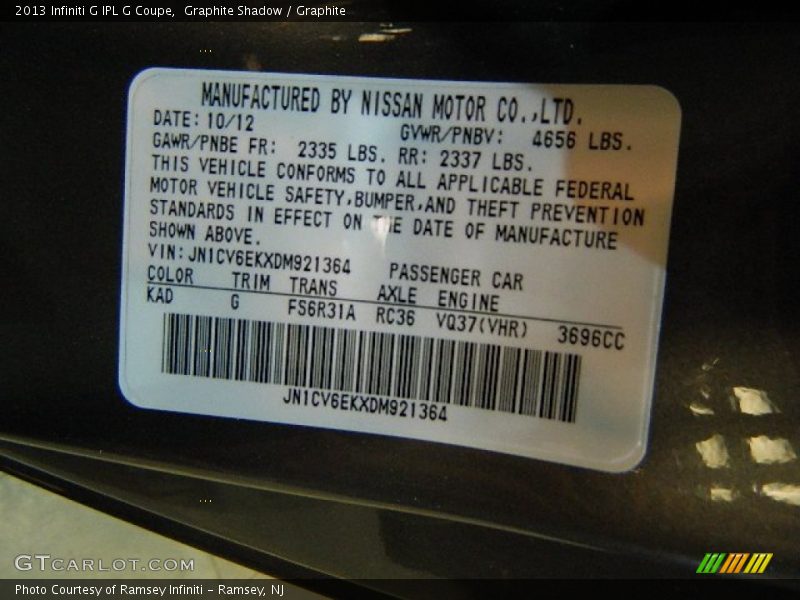 2013 Infiniti G IPL G Coupe,  Graphite Shadow / Graphite
MANUFACTURED BY NISSAN MOTOR CO.,LTD.
DATE: 10/12 GVWR/PNBV: 4656 LBS.
GAWR/PNBE FR: 2335 LBS. RR: 2337 LBS.
THIS VEHICLE CONFORMS TO ALL APPLICABLE FEDERAL
MOTOR VEHICLE SAFETY,BUMPER,AND THEFT PREVENTION
STANDARDS IN EFFECT ON THE DATE OF MANUFACTURE
SHOWN ABOVE.
VIN: JN1CV6EKXDM921364 PASSENGER CAR
COLOR TRIM TRANS AXLE ENGINE
KAD G FS6R31A RC36 VQ37(VHR) 3696CC
JN1CV6EKXDM921364
GTCARLOT.COM
Photo Courtesy of Ramsey Infiniti - Ramsey, NJ